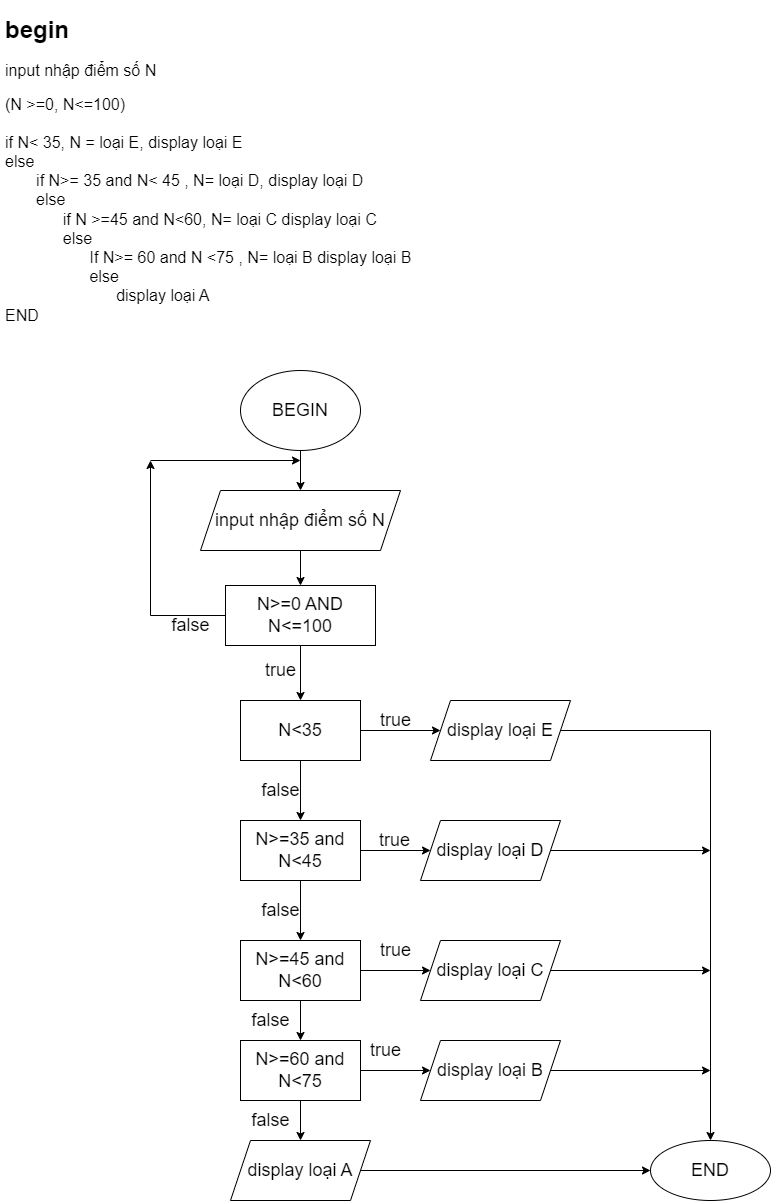 begin
input nhập điểm số N
(N >=0, N<=100)
if N< 35, N = loại E, display loại E
else
if N>= 35 and N< 45 , N= loại D, display loại D
else
if N >=45 and N<60, N= loại C display loại C
else
If N>= 60 and N <75 , N= loại B display loại B
else
display loại A
END
BEGIN
input nhập điểm số N
N>=0 AND
N<=100
false
true
N<35
true
display loại E
false
N>=35 and
N<45
true
display loại D
false
N>=45 and
N<60
true
display loại C
false
N>=60 and
N<75
true
display loại B
false
display loại A
END